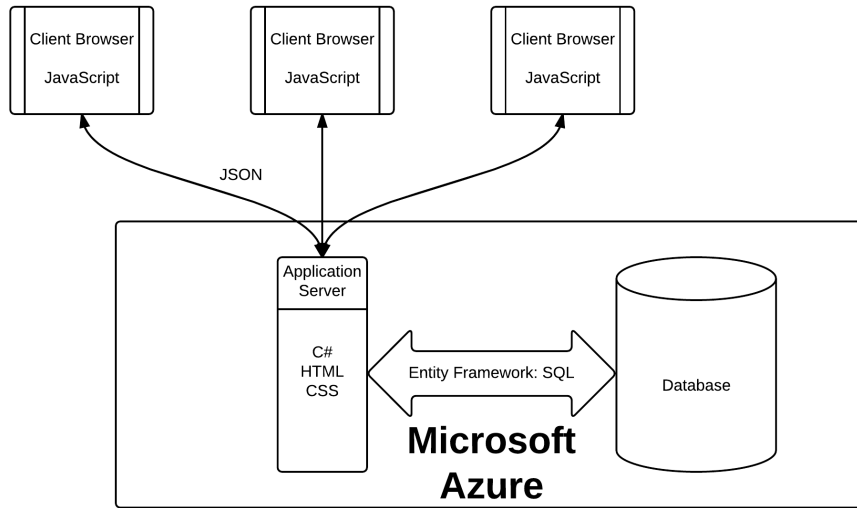 Client Browser
JavaScript
Client Browser
JavaScript
Client Browser
JavaScript
JSON
Application
Server
C#
HTML
CSS
Entity Framework: SQL
Database
Microsoft
Azure